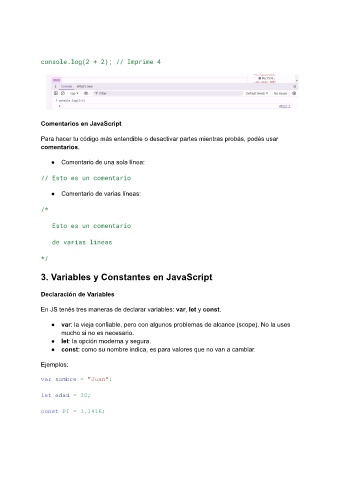 console.log(2 + 2); // Imprime 4
Comentarios en JavaScript
Para hacer tu código más entendible o desactivar partes mientras probás, podés usar
comentarios.
● Comentario de una sola línea:
// Esto es un comentario
● Comentario de varias líneas:
/*
Esto es un comentario
de varias líneas
*/
3. Variables y Constantes en JavaScript
Declaración de Variables
En JS tenés tres maneras de declarar variables: var, let y const.
● var: la vieja confiable, pero con algunos problemas de alcance (scope). No la uses
mucho si no es necesario.
● let: la opción moderna y segura.
● const: como su nombre indica, es para valores que no van a cambiar.
Ejemplos:
var nombre = "Juan";
let edad = 30;
const PI = 3.1416;